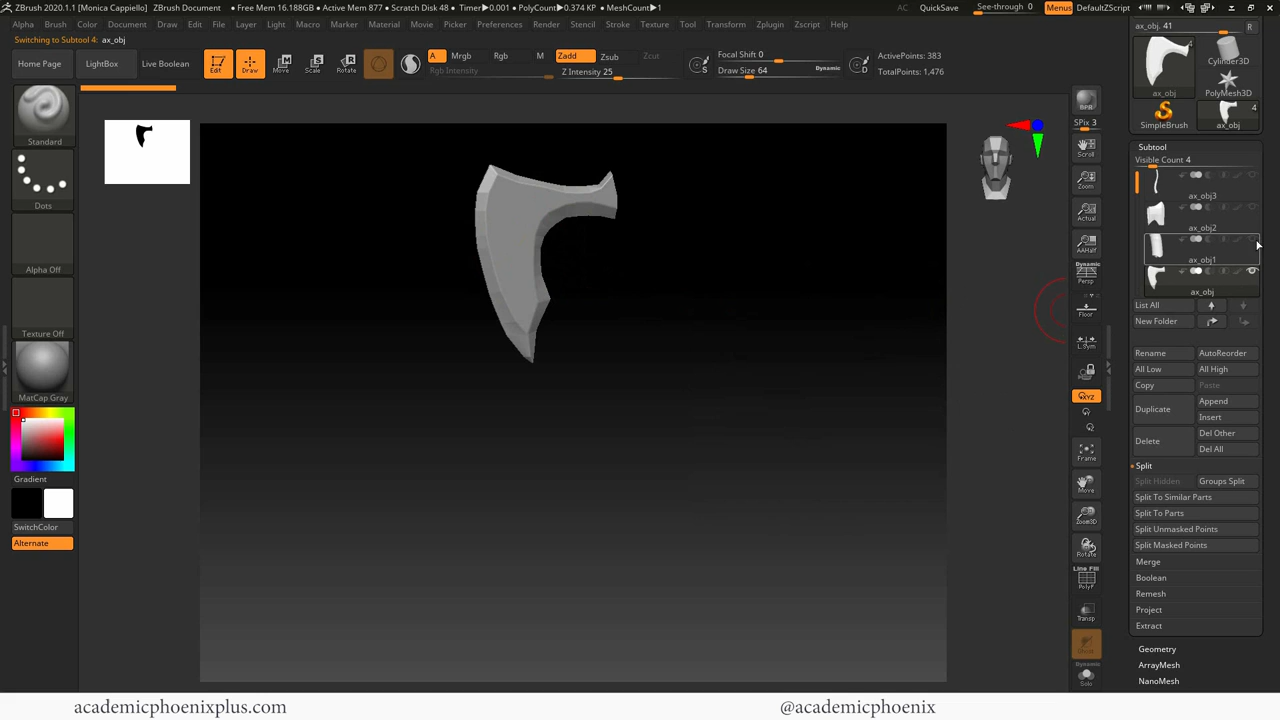 ZBrush 2020.1.1 [Monica Cappiello] ZBrush Document • Free Mem 16.188GB • Active Mem 877 • Scratch Disk 48 • Timer▶0.001 • PolyCount▶0.374 KP • MeshCount▶1 AC QuickSave See-through 0 Menus DefaultZScript
Alpha Brush Color Document Draw Edit File Layer Light Macro Marker Material Movie Picker Preferences Render Stencil Stroke Texture Tool Transform Zplugin Zscript Help
Switching to Subtool 4: ax_obj
Home Page LightBox Live Boolean Edit Draw Move Scale Rotate
A Mrgb Rgb M Zadd Zsub Zcut
Rgb Intensity Z Intensity 25
Focal Shift 0
Draw Size 64 Dynamic
S D
ActivePoints: 383
TotalPoints: 1,476
Standard
Dots
Alpha Off
Texture Off
MatCap Gray
Gradient
SwitchColor
Alternate
BPR
SPix 3
Scroll
Zoom
Actual
AAHalf
Dynamic
Persp
Floor
L.Sym
XYZ
Frame
Move
Zoom3D
Rotate
Line Fill
PolyF
Transp
Dynamic
Solo
ax_obj. 41 R
4
ax_obj
Cylinder3D
PolyMesh3D
SimpleBrush
4
ax_obj
Subtool
Visible Count 4
ax_obj3
ax_obj2
ax_obj1
ax_obj
List All
New Folder
Rename AutoReorder
All Low All High
Copy Paste
Duplicate Append
Insert
Delete Del Other
Del All
Split
Split Hidden Groups Split
Split To Similar Parts
Split To Parts
Split Unmasked Points
Split Masked Points
Merge
Boolean
Remesh
Project
Extract
Geometry
ArrayMesh
NanoMesh
academicphoenixplus.com @academicphoenix